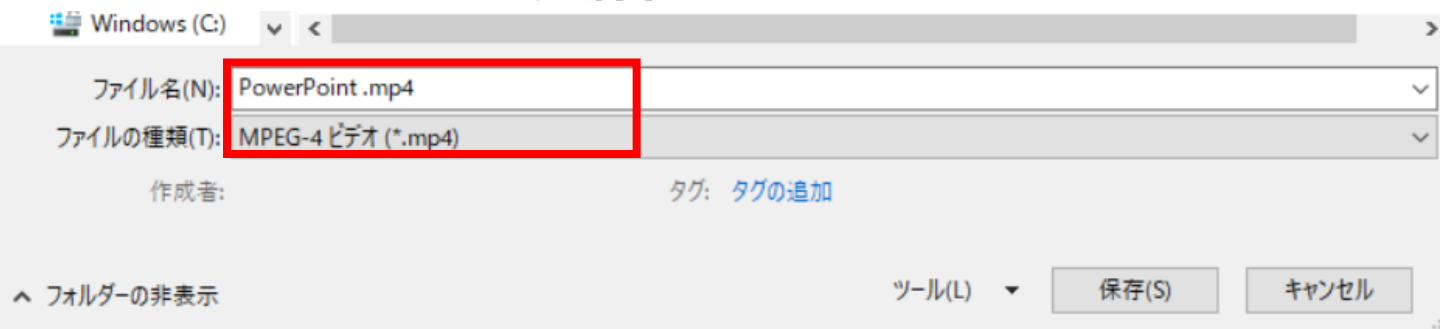 Windows (C:)
ファイル名(N): PowerPoint .mp4
ファイルの種類(T): MPEG-4 ビデオ (*.mp4)
作成者: タグ: タグの追加
フォルダーの非表示 ツール(L) 保存(S) キャンセル